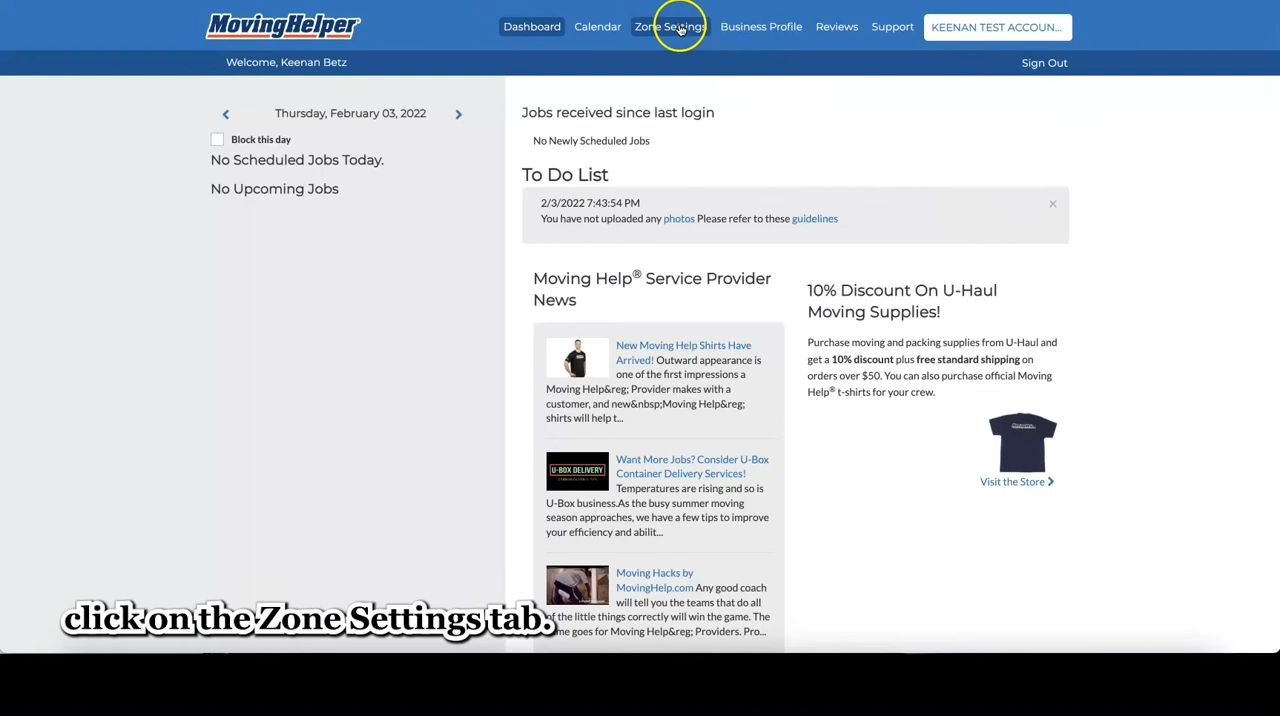 MovingHelper
Dashboard Calendar Zone Settings Business Profile Reviews Support KEENAN TEST ACCOUN...
Welcome, Keenan Betz
Sign Out
Thursday, February 03, 2022
Block this day
No Scheduled Jobs Today.
No Upcoming Jobs
Jobs received since last login
No Newly Scheduled Jobs
To Do List
2/3/2022 7:43:54 PM
You have not uploaded any photos Please refer to these guidelines
Moving Help® Service Provider
News
New Moving Help Shirts Have
Arrived! Outward appearance is
one of the first impressions a
Moving Help&reg; Provider makes with a
customer, and new&nbsp;Moving Help&reg;
shirts will help t...
U-BOX DELIVERY
Want More Jobs? Consider U-Box
Container Delivery Services!
Temperatures are rising and so is
U-Box business.As the busy summer moving
season approaches, we have a few tips to improve
your efficiency and abilit...
Moving Hacks by
MovingHelp.com Any good coach
will tell you the teams that do all
of the little things correctly will win the game. The
me goes for Moving Help&reg; Providers. Pro...
10% Discount On U-Haul
Moving Supplies!
Purchase moving and packing supplies from U-Haul and
get a 10% discount plus free standard shipping on
orders over $50. You can also purchase official Moving
Help® t-shirts for your crew.
Visit the Store
click on the Zone Settings tab.